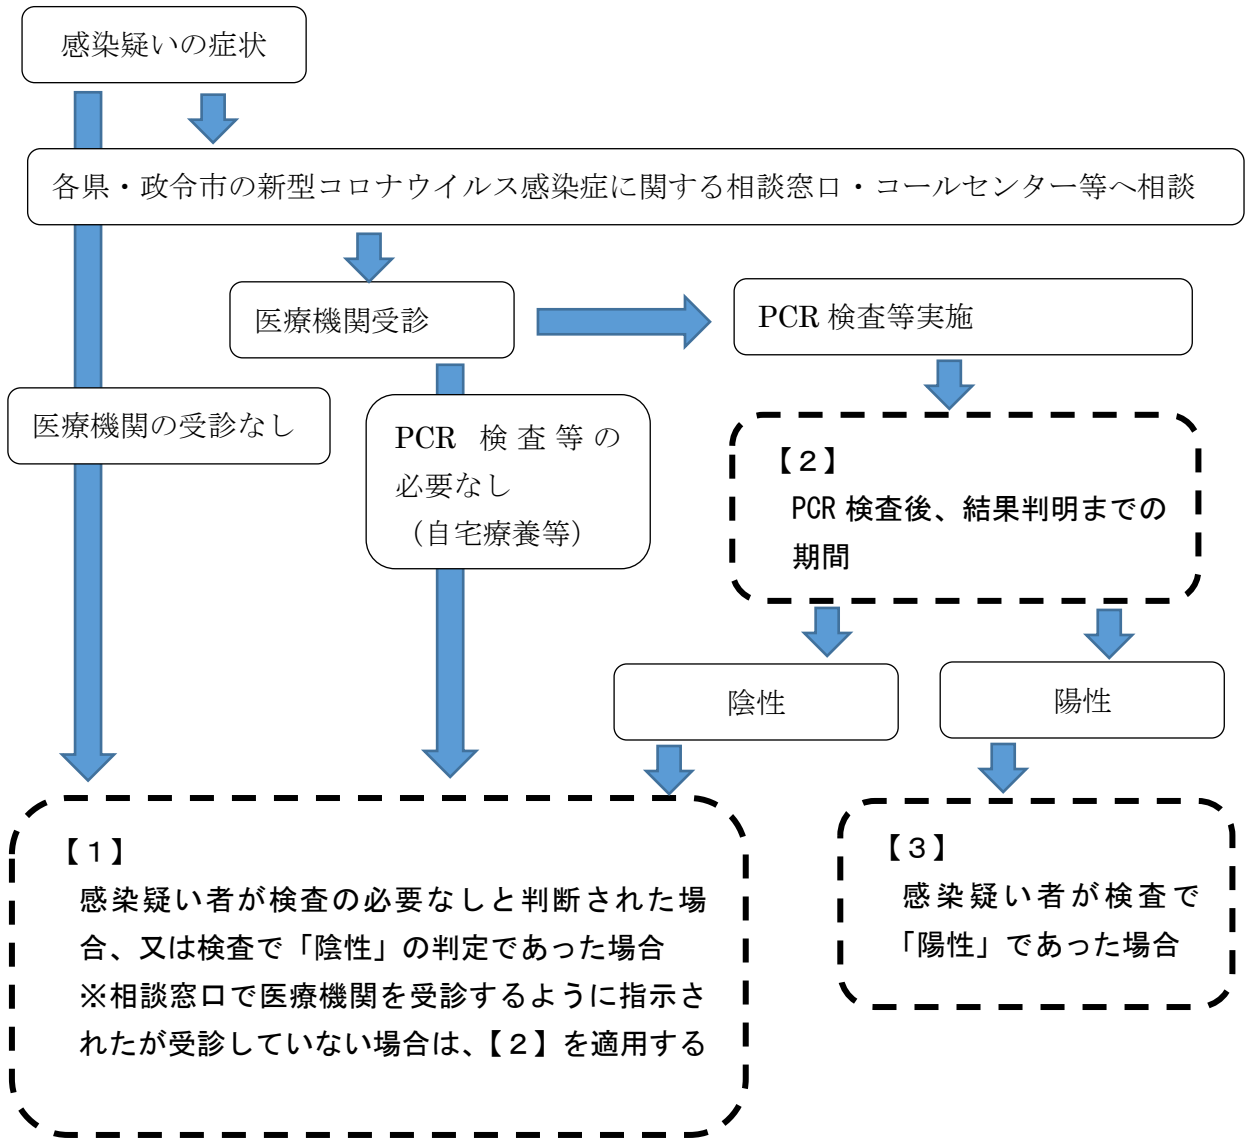 感染疑いの症状
各県・政令市の新型コロナウイルス感染症に関する相談窓口・コールセンター等へ相談
医療機関受診
PCR 検査等実施
医療機関の受診なし
PCR 検査等の
必要なし
（自宅療養等）
【２】
PCR 検査後、結果判明までの
期間
陰性
陽性
【１】
感染疑い者が検査の必要なしと判断された場
合、又は検査で「陰性」の判定であった場合
※相談窓口で医療機関を受診するように指示さ
れたが受診していない場合は、【２】を適用する
【３】
感染疑い者が検査で
「陽性」であった場合